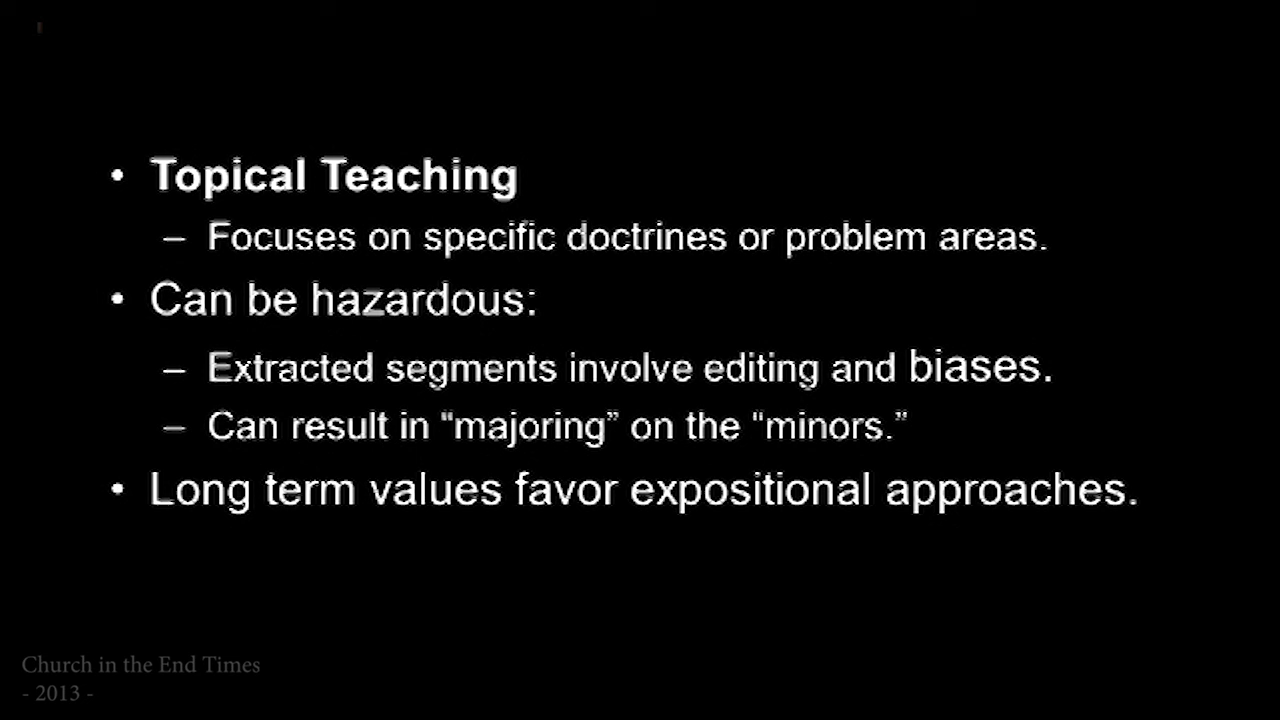 • Topical Teaching
– Focuses on specific doctrines or problem areas.
• Can be hazardous:
– Extracted segments involve editing and biases.
– Can result in “majoring” on the “minors.”
• Long term values favor expositional approaches.
Church in the End Times
- 2013 -